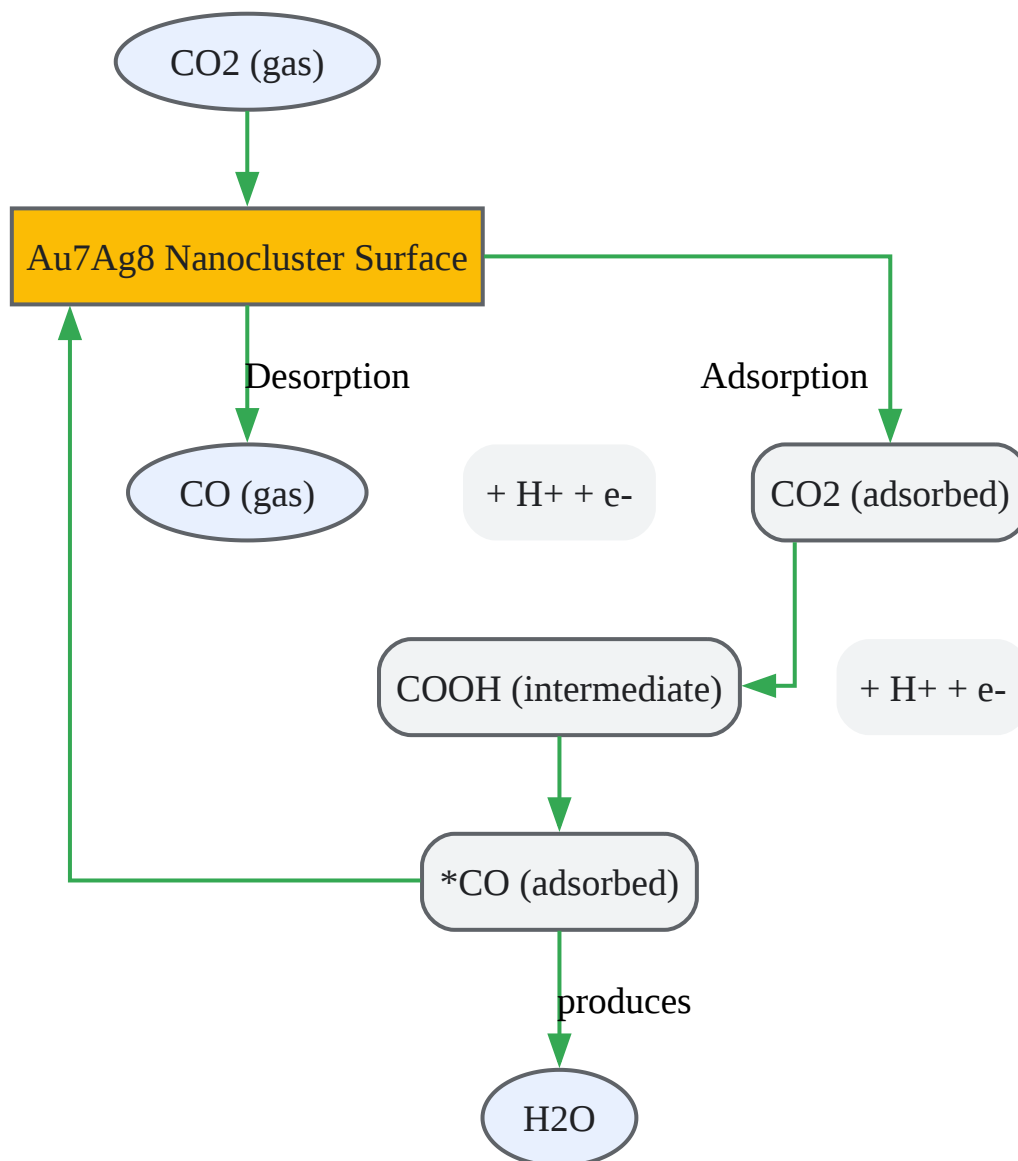 CO2 (gas)
Au7Ag8 Nanocluster Surface
Desorption
Adsorption
CO (gas)
+ H+ + e-
CO2 (adsorbed)
COOH (intermediate)
+ H+ + e-
*CO (adsorbed)
produces
H2O